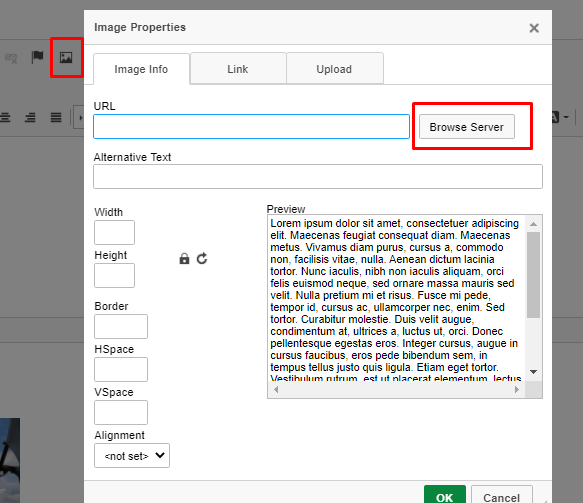 Image Properties
Image Info
Link
Upload
URL
Browse Server
Alternative Text
Width
Height
Border
HSpace
VSpace
Alignment
<not set>
Preview
Lorem ipsum dolor sit amet, consectetuer adipiscing
elit. Maecenas feugiat consequat diam. Maecenas
metus. Vivamus diam purus, cursus a, commodo
non, facilisis vitae, nulla. Aenean dictum lacinia
tortor. Nunc iaculis, nibh non iaculis aliquam, orci
felis euismod neque, sed ornare massa mauris sed
velit. Nulla pretium mi et risus. Fusce mi pede,
tempor id, cursus ac, ullamcorper nec, enim. Sed
tortor. Curabitur molestie. Duis velit augue,
condimentum at, ultrices a, luctus ut, orci. Donec
pellentesque egestas eros. Integer cursus, augue in
cursus faucibus, eros pede bibendum sem, in
tempus tellus justo quis ligula. Etiam eget tortor.
Vestibulum rutrum, est ut placerat elementum, lectus
OK
Cancel
A